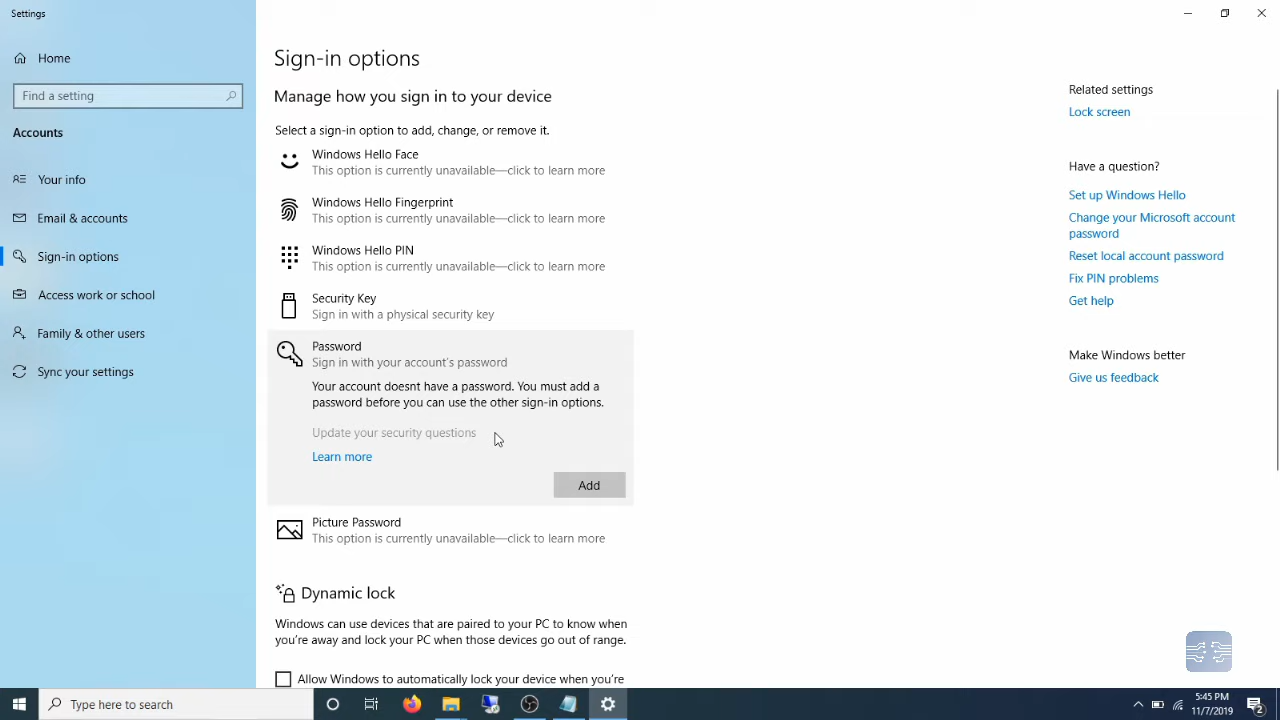 Settings
Home
Find a setting
Accounts
Your info
Email & accounts
Sign-in options
Access work or school
Family & other users
Sync your settings
Sign-in options
Manage how you sign in to your device
Select a sign-in option to add, change, or remove it.
Windows Hello Face
This option is currently unavailable—click to learn more
Windows Hello Fingerprint
This option is currently unavailable—click to learn more
Windows Hello PIN
This option is currently unavailable—click to learn more
Security Key
Sign in with a physical security key
Password
Sign in with your account's password
Your account doesnt have a password. You must add a
password before you can use the other sign-in options.
Update your security questions
Learn more
Add
Picture Password
This option is currently unavailable—click to learn more
Dynamic lock
Windows can use devices that are paired to your PC to know when
you're away and lock your PC when those devices go out of range.
Allow Windows to automatically lock your device when you're
Related settings
Lock screen
Have a question?
Set up Windows Hello
Change your Microsoft account
password
Reset local account password
Fix PIN problems
Get help
Make Windows better
Give us feedback
Type here to search
5:45 PM
11/7/2019
2